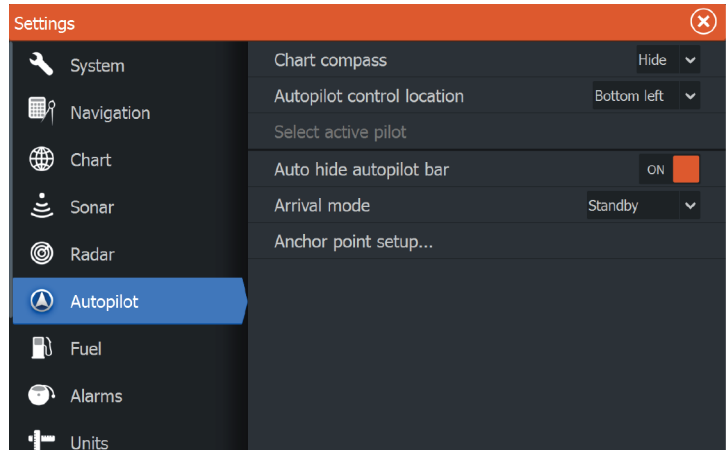 Settings
System
Navigation
Chart
Sonar
Radar
Autopilot
Fuel
Alarms
Units
Chart compass Hide
Autopilot control location Bottom left
Select active pilot
Auto hide autopilot bar ON
Arrival mode Standby
Anchor point setup...